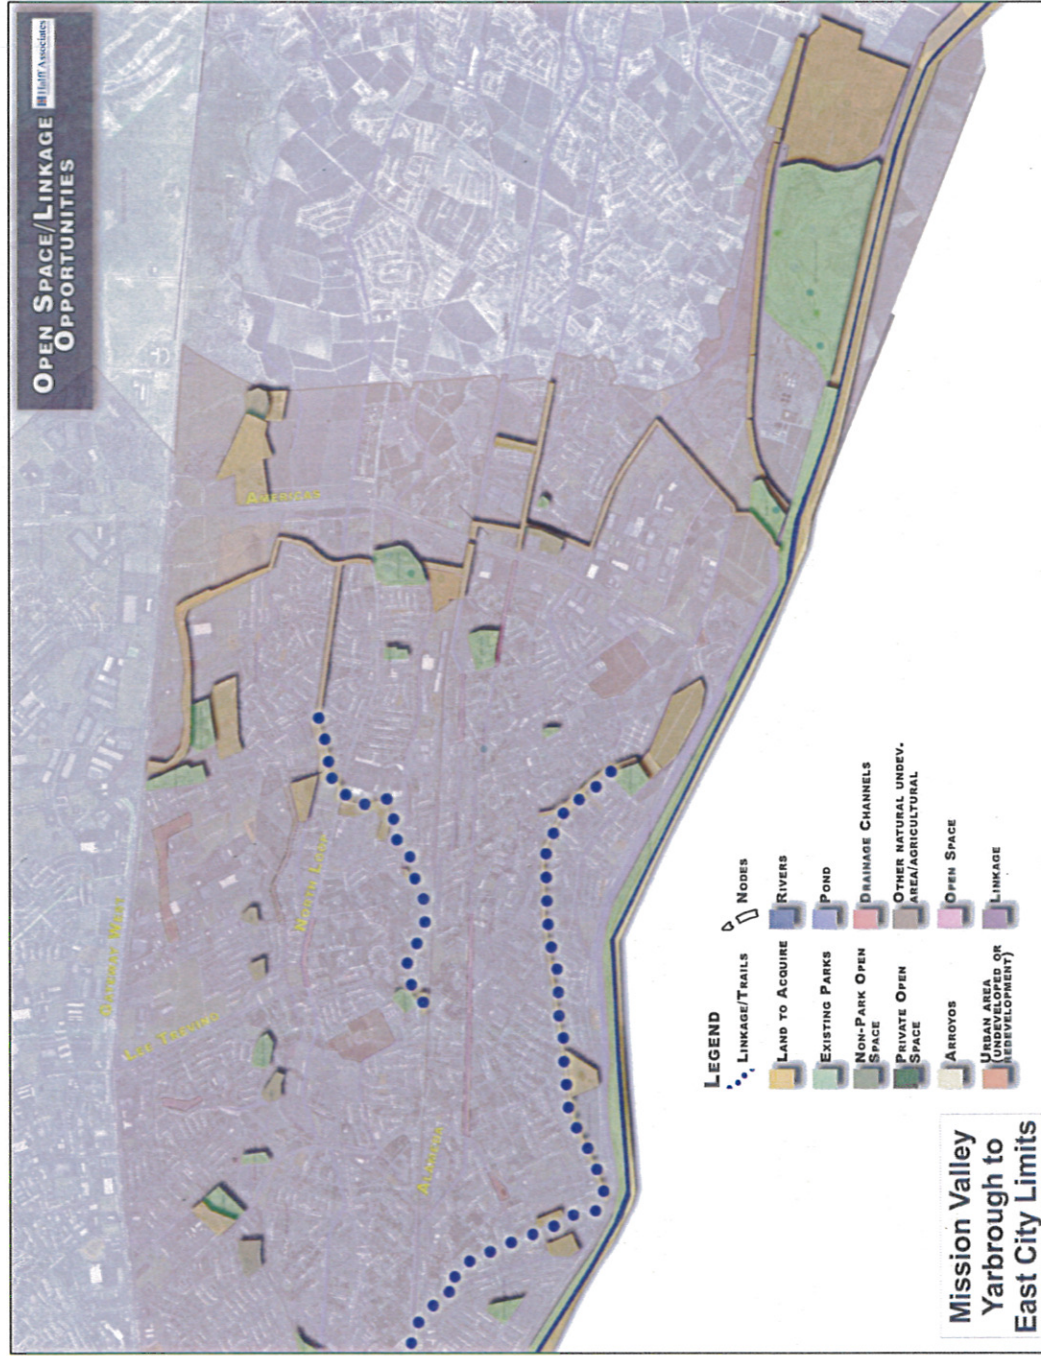 OPEN SPACE/LINKAGE
OPPORTUNITIES
Halff Associates
GATEWAY WEST
LEE TREVINO
NORTH LOOP
AMERICAS
ALAMEDA
LEGEND
LINKAGE/TRAILS
NODES
LAND TO ACQUIRE
RIVERS
EXISTING PARKS
POND
NON-PARK OPEN
SPACE
DRAINAGE CHANNELS
PRIVATE OPEN
SPACE
OTHER NATURAL UNDEV.
AREA/AGRICULTURAL
ARROYOS
OPEN SPACE
URBAN AREA
(UNDEVELOPED OR
REDEVELOPMENT)
LINKAGE
Mission Valley
Yarbrough to
East City Limits